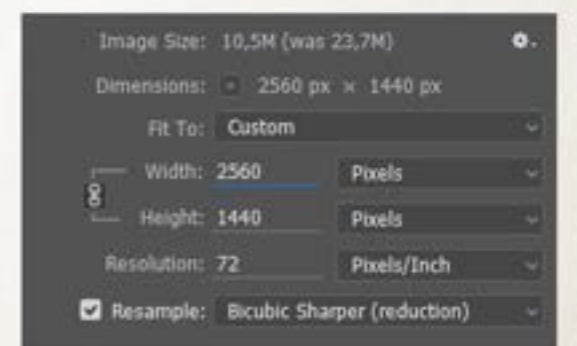 Image Size: 10,5M (was 23,7M)
Dimensions: 2560 px × 1440 px
Fit To: Custom
Width: 2560 Pixels
Height: 1440 Pixels
Resolution: 72 Pixels/Inch
Resample: Bicubic Sharper (reduction)